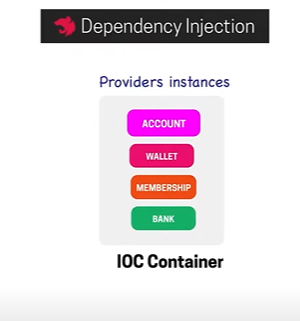 Dependency Injection
Providers instances
ACCOUNT
WALLET
MEMBERSHIP
BANK
IOC Container